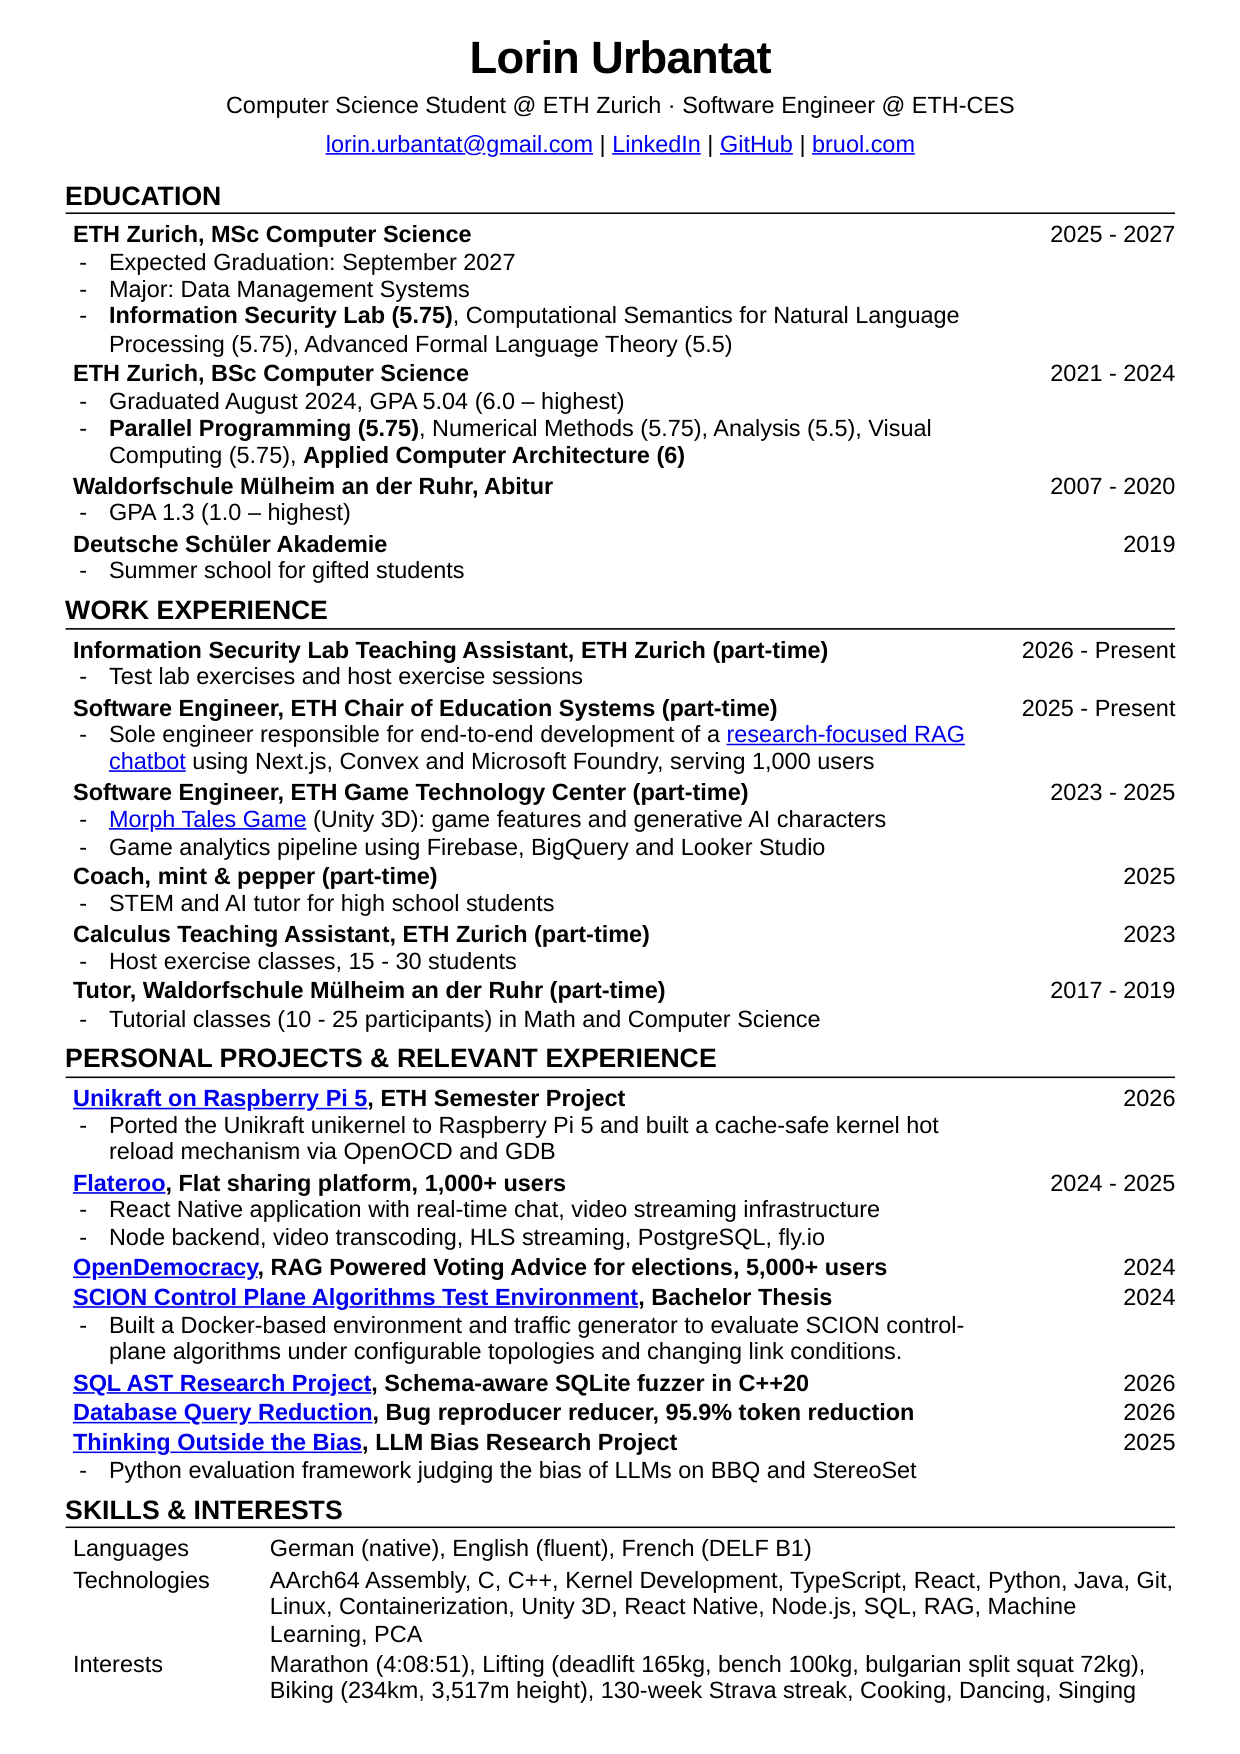 Lorin Urbantat
Computer Science Student @ ETH Zurich · Software Engineer @ ETH-CES
lorin.urbantat@gmail.com | LinkedIn | GitHub | bruol.com
EDUCATION
ETH Zurich, MSc Computer Science 2025 - 2027
- Expected Graduation: September 2027
- Major: Data Management Systems
- Information Security Lab (5.75), Computational Semantics for Natural Language
Processing (5.75), Advanced Formal Language Theory (5.5)
ETH Zurich, BSc Computer Science 2021 - 2024
- Graduated August 2024, GPA 5.04 (6.0 – highest)
- Parallel Programming (5.75), Numerical Methods (5.75), Analysis (5.5), Visual
Computing (5.75), Applied Computer Architecture (6)
Waldorfschule Mülheim an der Ruhr, Abitur 2007 - 2020
- GPA 1.3 (1.0 – highest)
Deutsche Schüler Akademie 2019
- Summer school for gifted students
WORK EXPERIENCE
Information Security Lab Teaching Assistant, ETH Zurich (part-time) 2026 - Present
- Test lab exercises and host exercise sessions
Software Engineer, ETH Chair of Education Systems (part-time) 2025 - Present
- Sole engineer responsible for end-to-end development of a research-focused RAG
chatbot using Next.js, Convex and Microsoft Foundry, serving 1,000 users
Software Engineer, ETH Game Technology Center (part-time) 2023 - 2025
- Morph Tales Game (Unity 3D): game features and generative AI characters
- Game analytics pipeline using Firebase, BigQuery and Looker Studio
Coach, mint & pepper (part-time) 2025
- STEM and AI tutor for high school students
Calculus Teaching Assistant, ETH Zurich (part-time) 2023
- Host exercise classes, 15 - 30 students
Tutor, Waldorfschule Mülheim an der Ruhr (part-time) 2017 - 2019
- Tutorial classes (10 - 25 participants) in Math and Computer Science
PERSONAL PROJECTS & RELEVANT EXPERIENCE
Unikraft on Raspberry Pi 5, ETH Semester Project 2026
- Ported the Unikraft unikernel to Raspberry Pi 5 and built a cache-safe kernel hot
reload mechanism via OpenOCD and GDB
Flateroo, Flat sharing platform, 1,000+ users 2024 - 2025
- React Native application with real-time chat, video streaming infrastructure
- Node backend, video transcoding, HLS streaming, PostgreSQL, fly.io
OpenDemocracy, RAG Powered Voting Advice for elections, 5,000+ users 2024
SCION Control Plane Algorithms Test Environment, Bachelor Thesis 2024
- Built a Docker-based environment and traffic generator to evaluate SCION control-
plane algorithms under configurable topologies and changing link conditions.
SQL AST Research Project, Schema-aware SQLite fuzzer in C++20 2026
Database Query Reduction, Bug reproducer reducer, 95.9% token reduction 2026
Thinking Outside the Bias, LLM Bias Research Project 2025
- Python evaluation framework judging the bias of LLMs on BBQ and StereoSet
SKILLS & INTERESTS
Languages German (native), English (fluent), French (DELF B1)
Technologies AArch64 Assembly, C, C++, Kernel Development, TypeScript, React, Python, Java, Git,
Linux, Containerization, Unity 3D, React Native, Node.js, SQL, RAG, Machine
Learning, PCA
Interests Marathon (4:08:51), Lifting (deadlift 165kg, bench 100kg, bulgarian split squat 72kg),
Biking (234km, 3,517m height), 130-week Strava streak, Cooking, Dancing, Singing